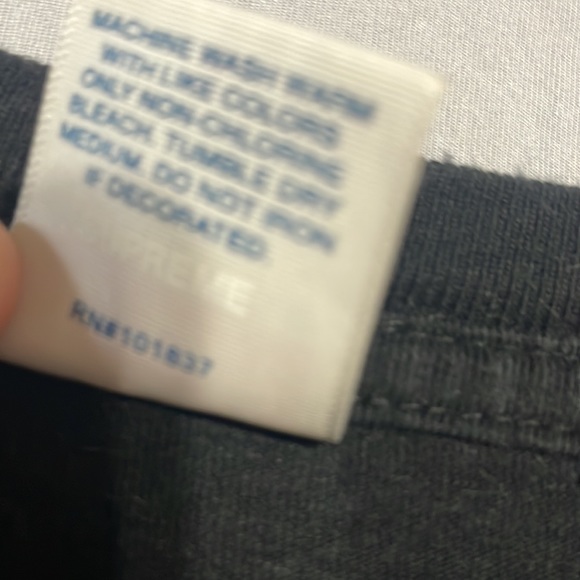 MACHINE WASH WARM
WITH LIKE COLORS
ONLY NON-CHLORINE
BLEACH. TUMBLE DRY
MEDIUM. DO NOT IRON
IF DECORATED.
RN#101837